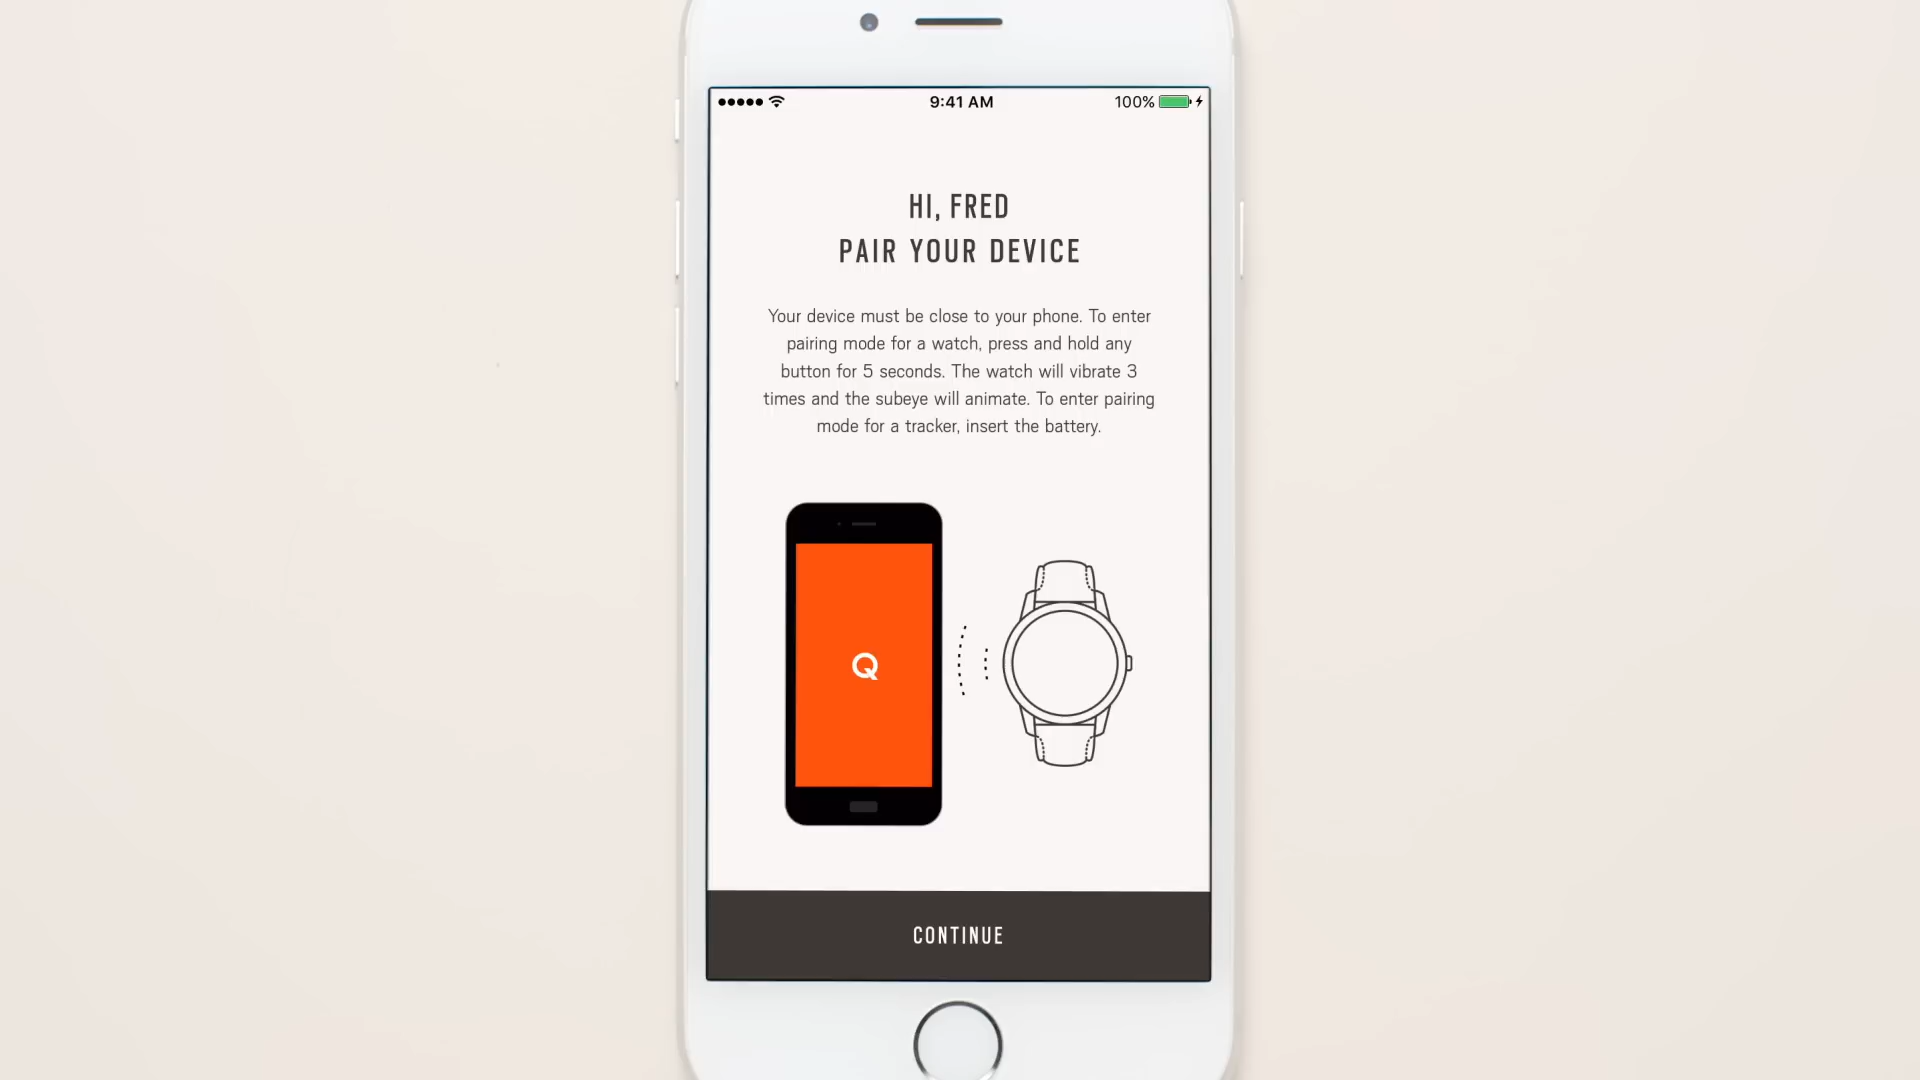 9:41 AM
100%
HI, FRED
PAIR YOUR DEVICE
Your device must be close to your phone. To enter
pairing mode for a watch, press and hold any
button for 5 seconds. The watch will vibrate 3
times and the subeye will animate. To enter pairing
mode for a tracker, insert the battery.
Q
CONTINUE